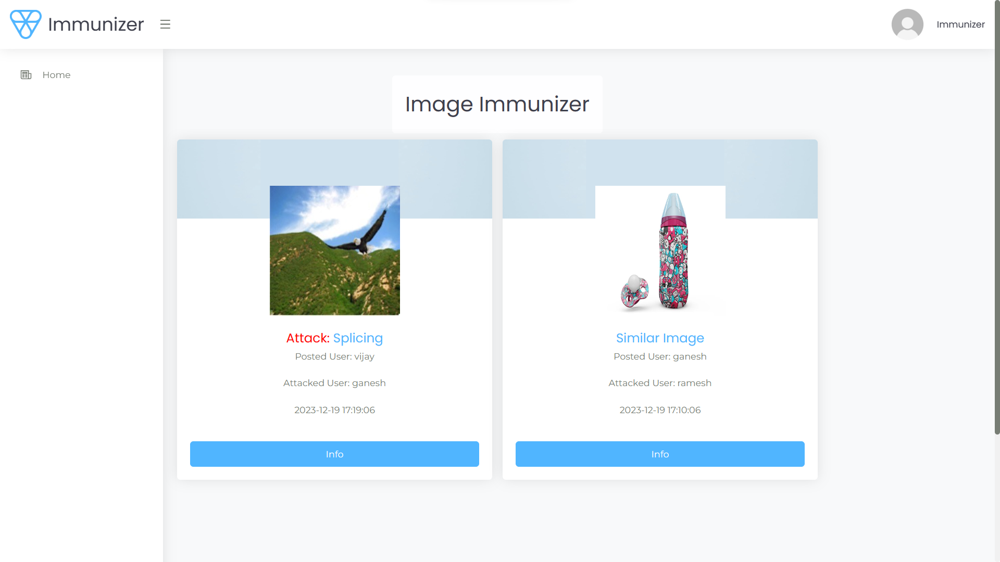 Immunizer
Immunizer
Home
Image Immunizer
Attack: Splicing
Posted User: vijay
Attacked User: ganesh
2023-12-19 17:19:06
Info
Similar Image
Posted User: ganesh
Attacked User: ramesh
2023-12-19 17:10:06
Info